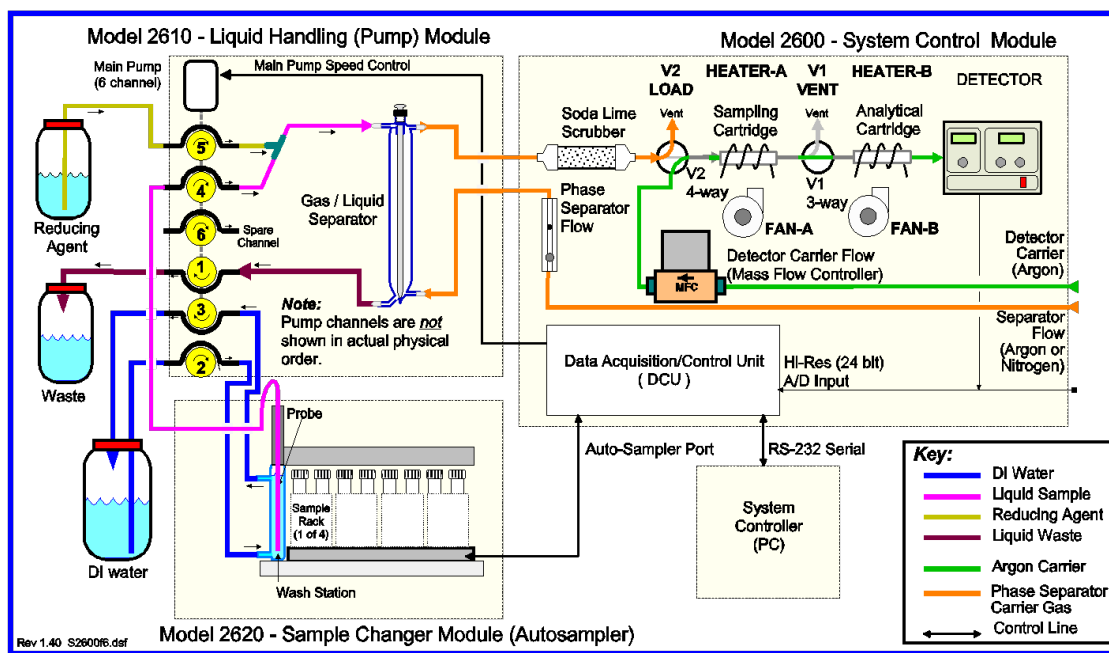 Model 2610 - Liquid Handling (Pump) Module
Model 2600 - System Control Module
Main Pump
(6 channel)
Main Pump Speed Control
5
4
6
1
3
2
Spare
Channel
Reducing
Agent
Waste
DI water
Gas / Liquid
Separator
Note:
Pump channels are not
shown in actual physical
order.
Soda Lime
Scrubber
Phase
Separator
Flow
V2
LOAD
Vent
V2
4-way
HEATER-A
Sampling
Cartridge
FAN-A
V1
VENT
Vent
V1
3-way
HEATER-B
Analytical
Cartridge
FAN-B
DETECTOR
Detector Carrier Flow
(Mass Flow Controller)
MFC
Detector
Carrier
(Argon)
Separator
Flow
(Argon or
Nitrogen)
Data Acquisition/Control Unit
( DCU )
HI-Res (24 bit)
A/D Input
Auto-Sampler Port
RS-232 Serial
System
Controller
(PC)
Probe
Sample
Rack
(1 of 4)
Wash Station
Model 2620 - Sample Changer Module (Autosampler)
Rev 1.40 S2600f6.dsf
Key:
DI Water
Liquid Sample
Reducing Agent
Liquid Waste
Argon Carrier
Phase Separator
Carrier Gas
Control Line